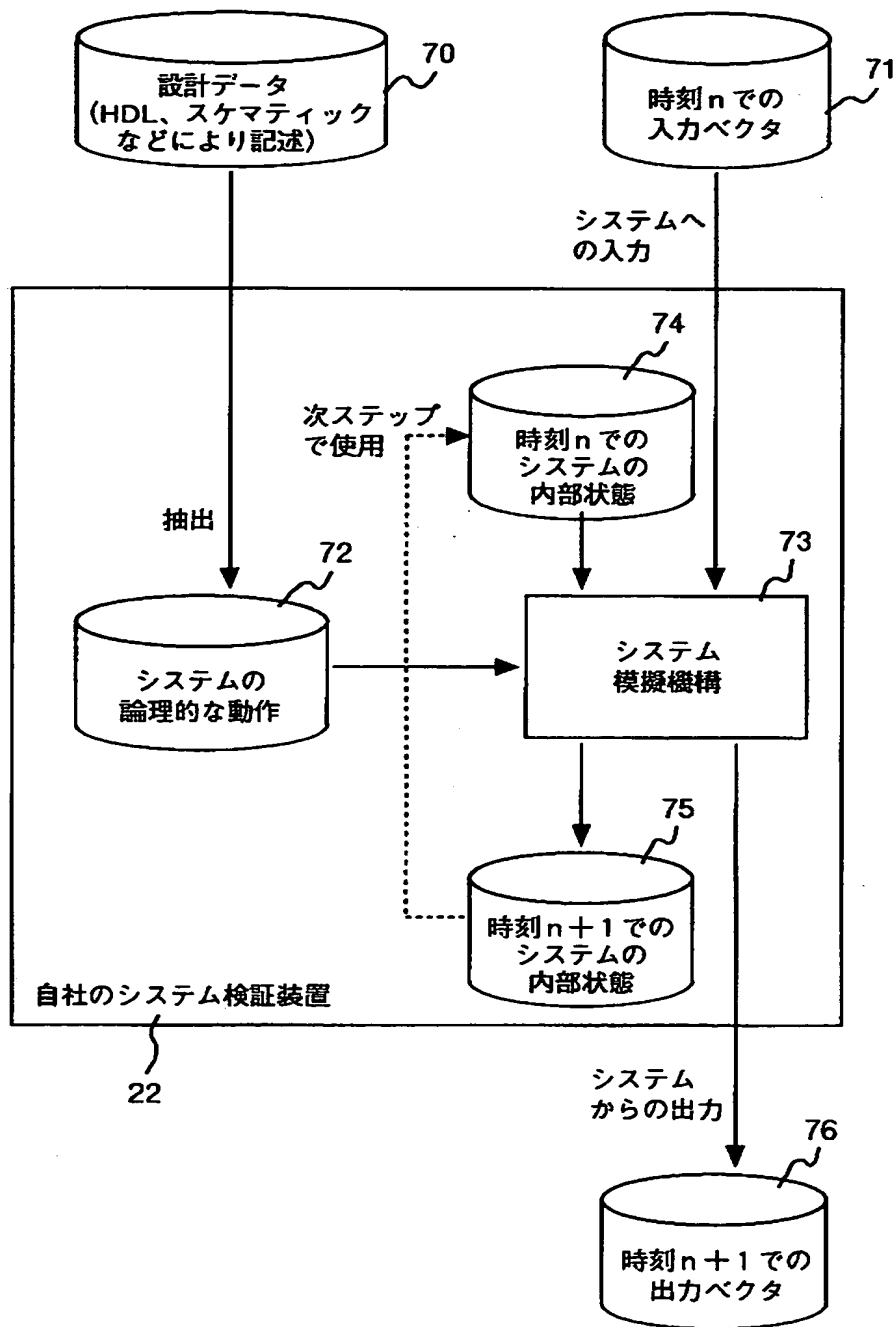 70
設計データ
(HDL、スケマティック
などにより記述)
71
時刻nでの
入力ベクタ
システムへ
の入力
74
次ステップ
で使用
時刻nでの
システムの
内部状態
抽出
72
73
システムの
論理的な動作
システム
模擬機構
75
時刻n+1での
システムの
内部状態
自社のシステム検証装置
22
システム
からの出力
76
時刻n+1での
出力ベクタ